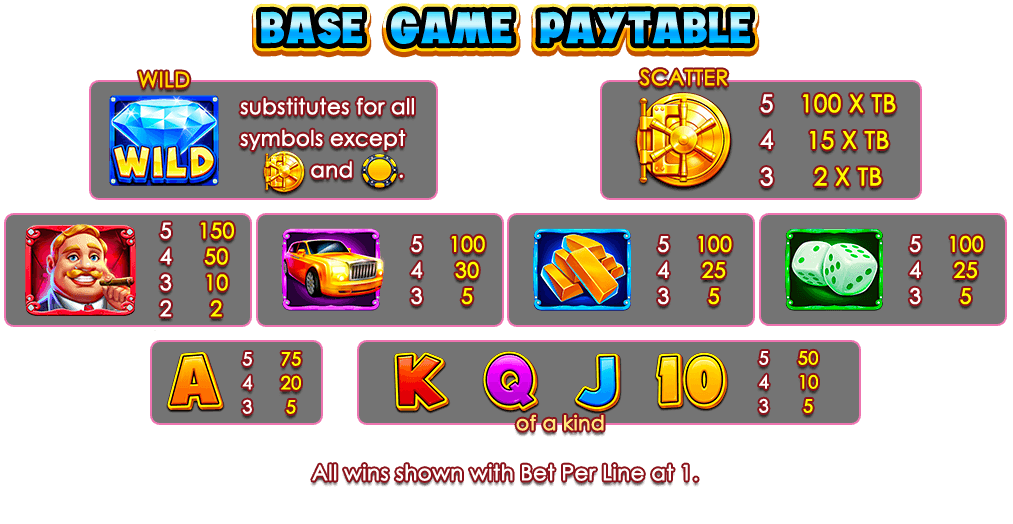 BASE GAME PAYTABLE
WILD
WILD
substitutes for all
symbols except
and .
SCATTER
5 100 X TB
4 15 X TB
3 2 X TB
5 150
4 50
3 10
2 2
5 100
4 30
3 5
5 100
4 25
3 5
5 100
4 25
3 5
A
5 75
4 20
3 5
K Q J 10
5 50
4 10
3 5
of a kind
All wins shown with Bet Per Line at 1.